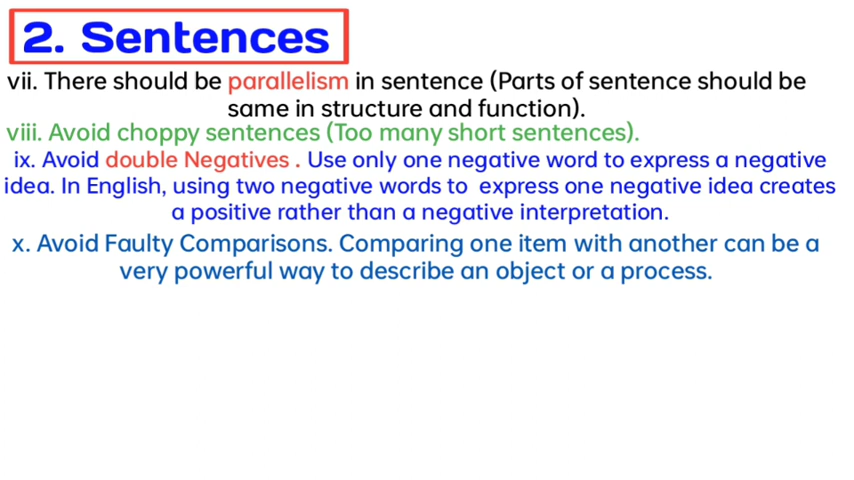 2. Sentences
vii. There should be parallelism in sentence (Parts of sentence should be
same in structure and function).
viii. Avoid choppy sentences (Too many short sentences).
ix. Avoid double Negatives . Use only one negative word to express a negative
idea. In English, using two negative words to express one negative idea creates
a positive rather than a negative interpretation.
x. Avoid Faulty Comparisons. Comparing one item with another can be a
very powerful way to describe an object or a process.